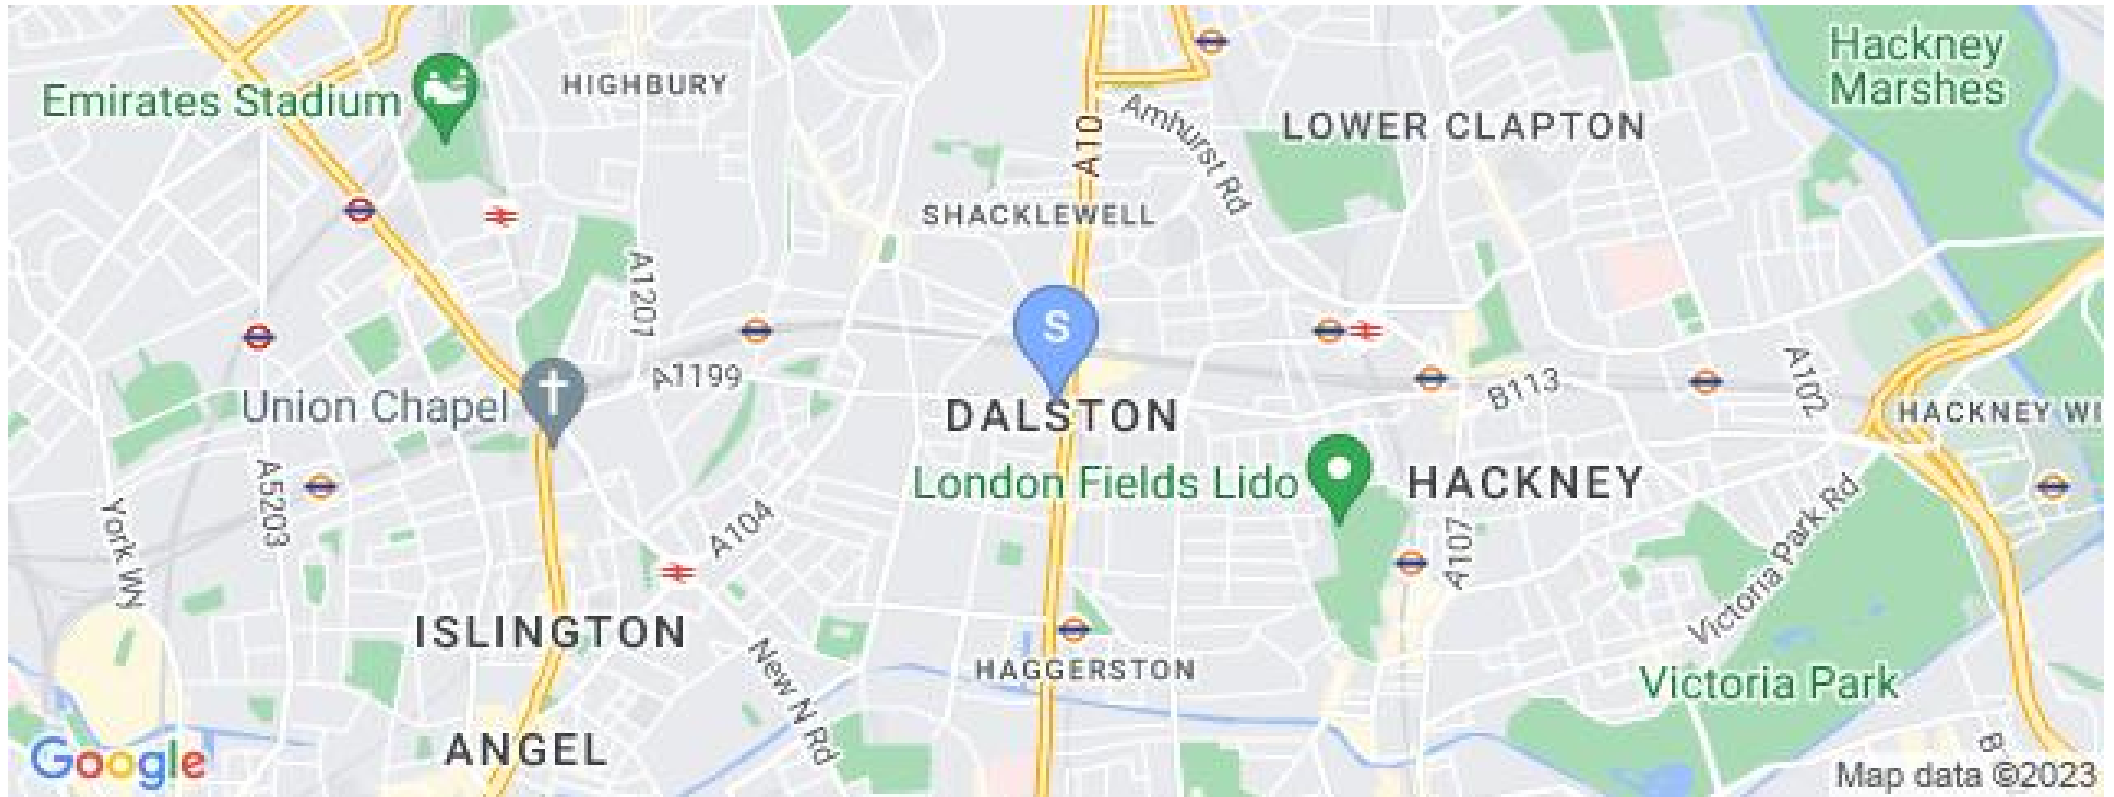 Hackney
Marshes
Emirates Stadium
HIGHBURY
LOWER CLAPTON
A10
Amhurst Rd
SHACKLEWELL
A1201
S
A1199
A102
B113
Union Chapel
DALSTON
HACKNEY WI
London Fields Lido
HACKNEY
A5203
York Wy
A104
A107
Victoria Park Rd
ISLINGTON
New N Rd
HAGGERSTON
Victoria Park
ANGEL
B
Google
Map data ©2023